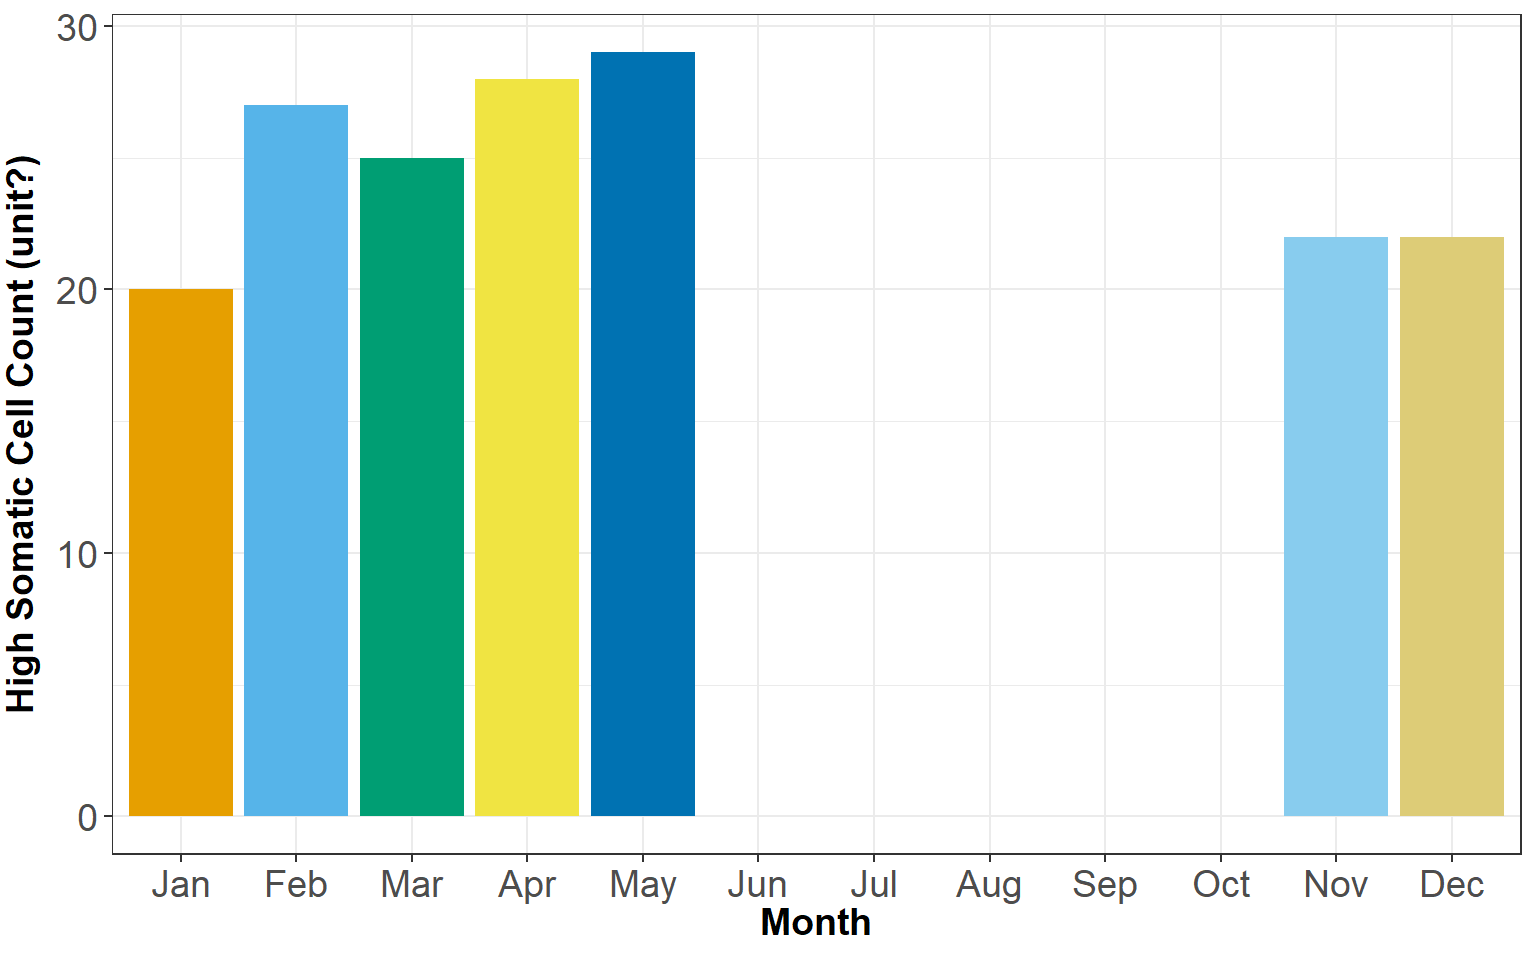 High Somatic Cell Count (unit?)
30
20
10
0
Jan Feb Mar Apr May Jun Jul Aug Sep Oct Nov Dec
Month